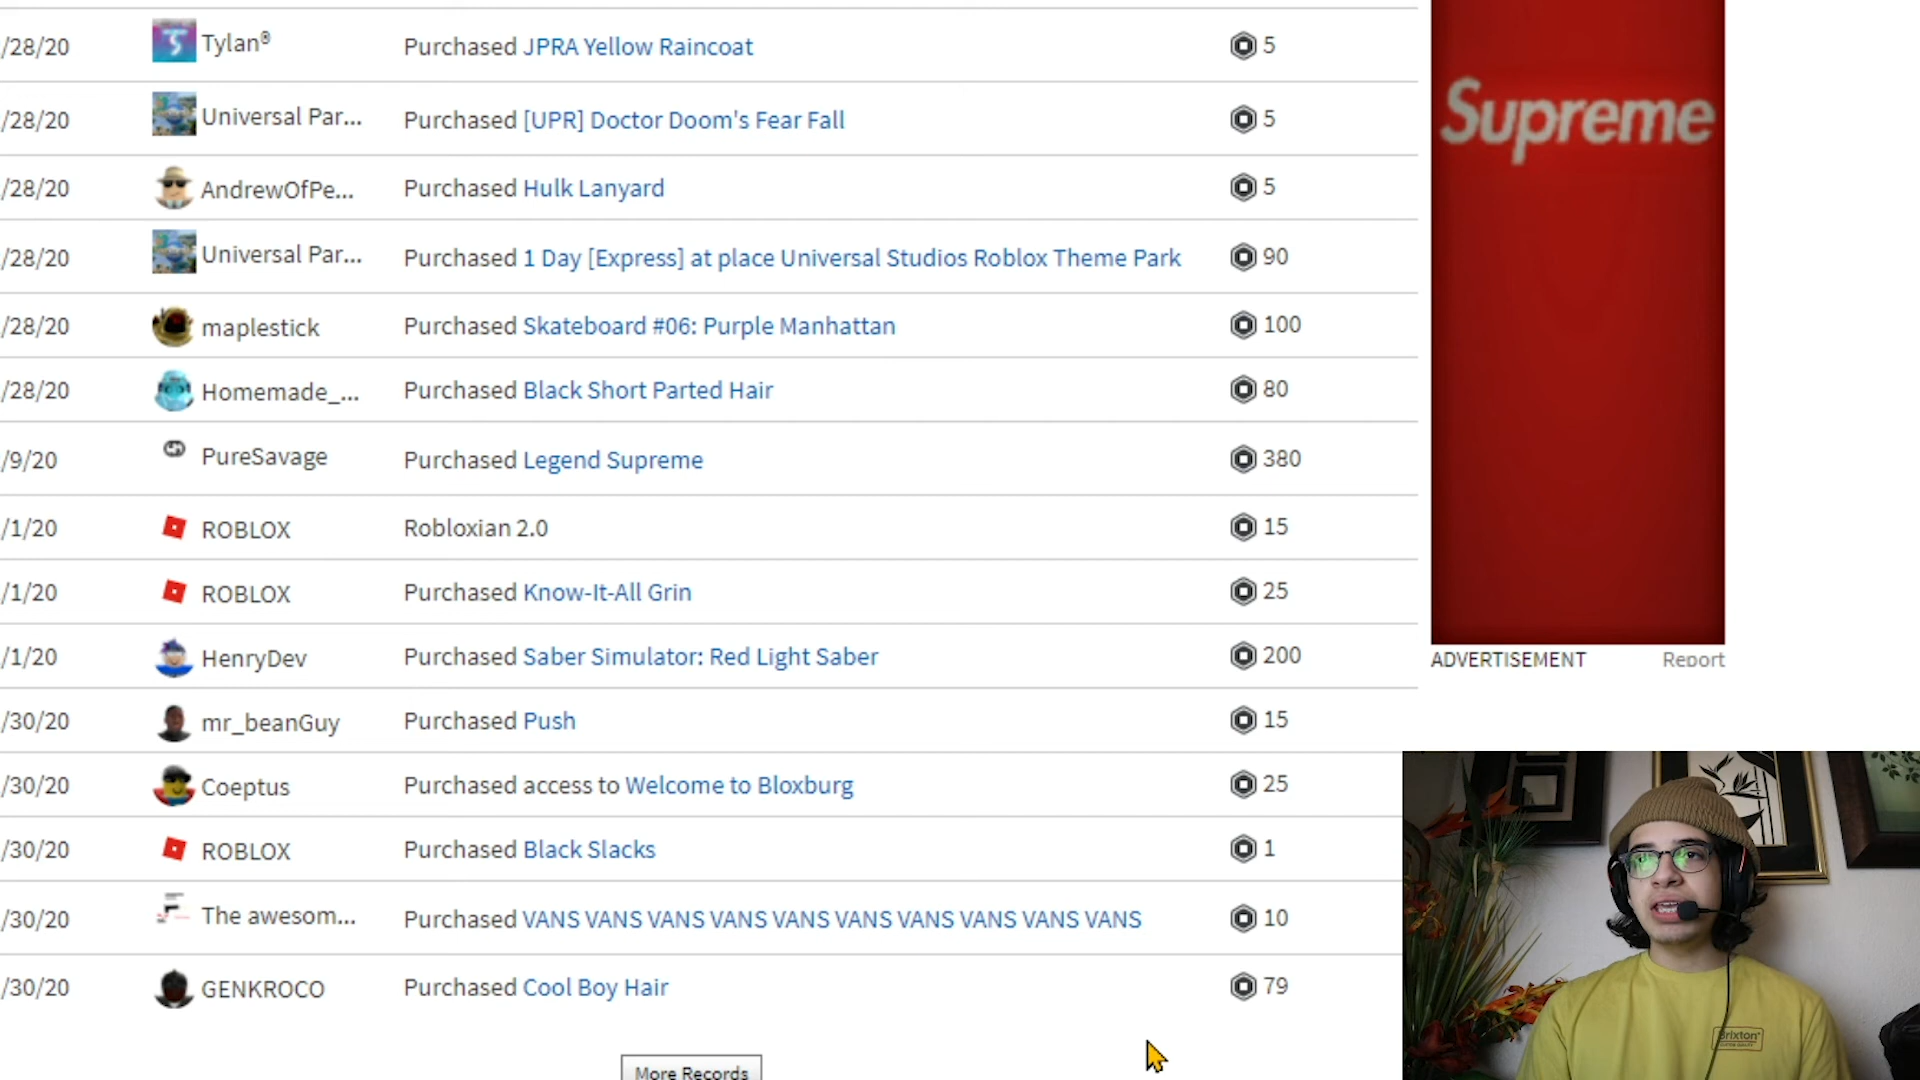 /28/20 Tylan® Purchased JPRA Yellow Raincoat 5
/28/20 Universal Par... Purchased [UPR] Doctor Doom's Fear Fall 5
/28/20 AndrewOfPe... Purchased Hulk Lanyard 5
/28/20 Universal Par... Purchased 1 Day [Express] at place Universal Studios Roblox Theme Park 90
/28/20 maplestick Purchased Skateboard #06: Purple Manhattan 100
/28/20 Homemade_... Purchased Black Short Parted Hair 80
/9/20 PureSavage Purchased Legend Supreme 380
/1/20 ROBLOX Robloxian 2.0 15
/1/20 ROBLOX Purchased Know-It-All Grin 25
/1/20 HenryDev Purchased Saber Simulator: Red Light Saber 200
/30/20 mr_beanGuy Purchased Push 15
/30/20 Coeptus Purchased access to Welcome to Bloxburg 25
/30/20 ROBLOX Purchased Black Slacks 1
/30/20 The awesom... Purchased VANS VANS VANS VANS VANS VANS VANS VANS VANS VANS 10
/30/20 GENKROCO Purchased Cool Boy Hair 79
More Records
Supreme
ADVERTISEMENT Report
Brixton